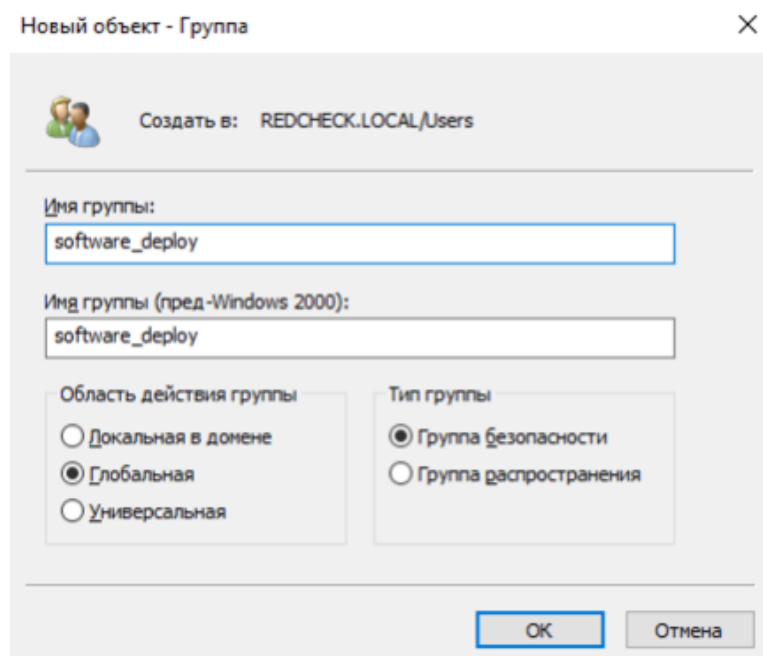 Новый объект - Группа
Создать в: REDCHECK.LOCAL/Users
Имя группы:
software_deploy
Имя группы (пред-Windows 2000):
software_deploy
Область действия группы
Локальная в домене
Глобальная
Универсальная
Тип группы
Группа безопасности
Группа распространения
ОК
Отмена